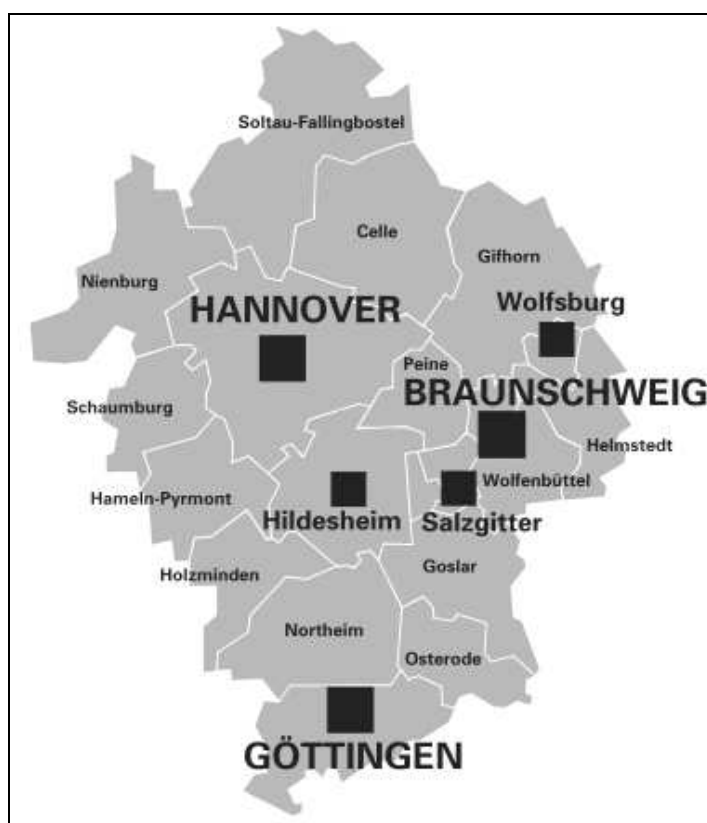 Soltau-Fallingbostel
Celle
Gifhorn
Nienburg
HANNOVER
Wolfsburg
Peine
BRAUNSCHWEIG
Schaumburg
Helmstedt
Hameln-Pyrmont
Wolfenbüttel
Hildesheim
Salzgitter
Holzminden
Goslar
Northeim
Osterode
GÖTTINGEN